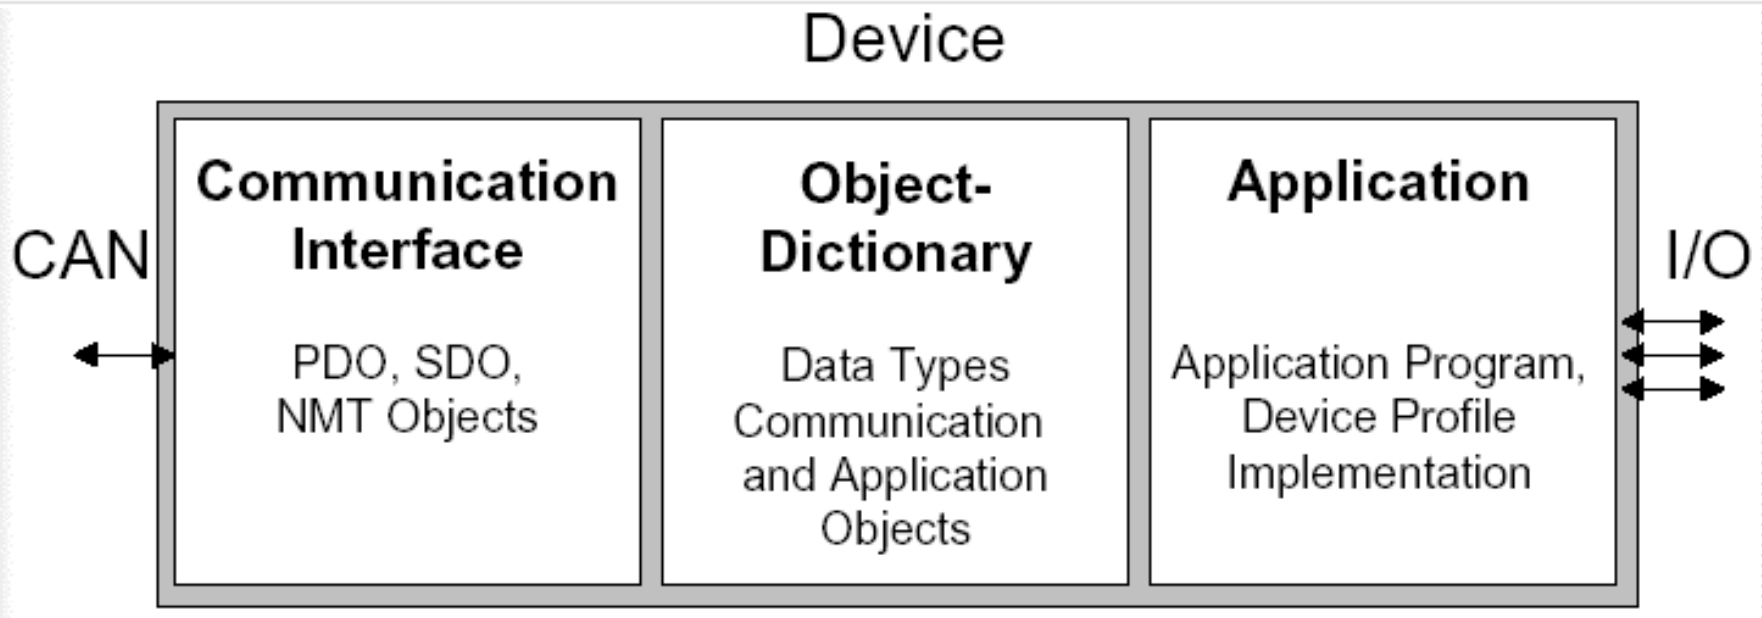 Device
CAN
Communication
Interface
PDO, SDO,
NMT Objects
Object-
Dictionary
Data Types
Communication
and Application
Objects
Application
Application Program,
Device Profile
Implementation
I/O